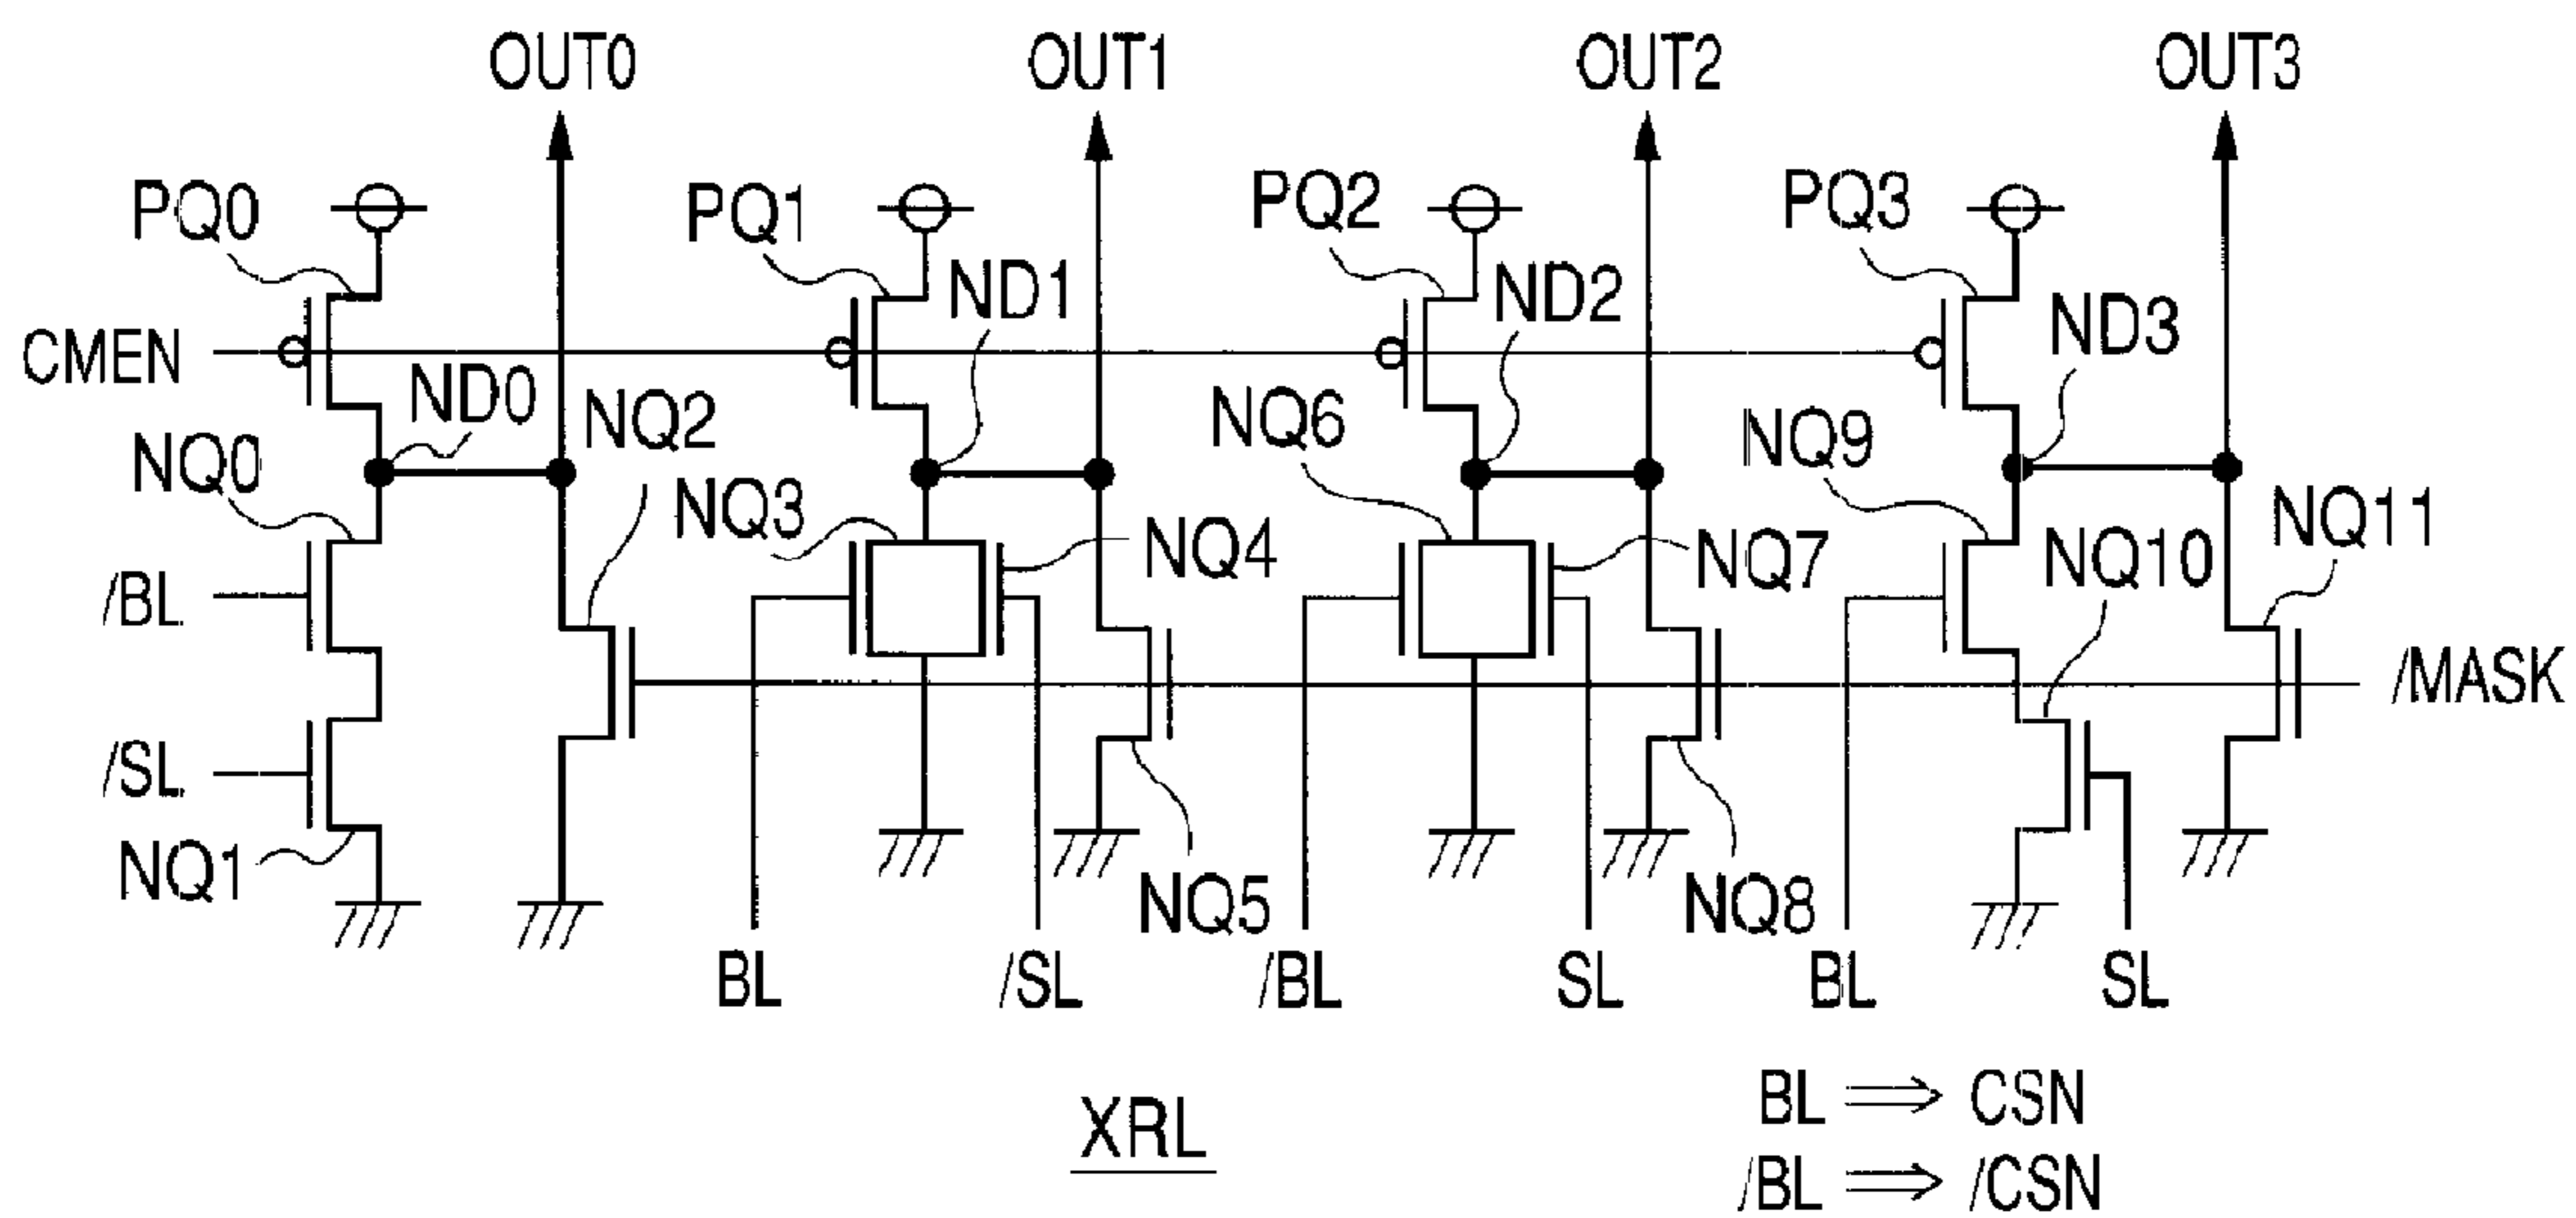 OUT0 OUT1 OUT2 OUT3
PQ0 PQ1 PQ2 PQ3
ND1 ND2 ND3
CMEN ND0 NQ2 NQ6 NQ9
NQ0 NQ3 NQ4 NQ7 NQ10 NQ11
/BL
/MASK
/SL
NQ1 NQ5 NQ8
BL /SL /BL SL BL SL
XRL
BL ⇒ CSN
/BL ⇒ /CSN